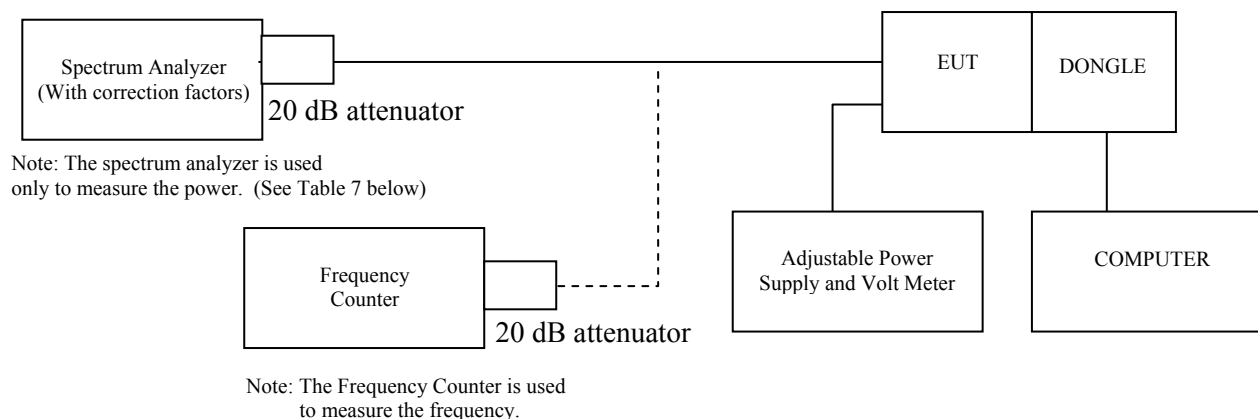 Spectrum Analyzer
(With correction factors)
20 dB attenuator
EUT
DONGLE
Note: The spectrum analyzer is used
only to measure the power. (See Table 7 below)
Frequency
Counter
20 dB attenuator
Adjustable Power
Supply and Volt Meter
COMPUTER
Note: The Frequency Counter is used
to measure the frequency.